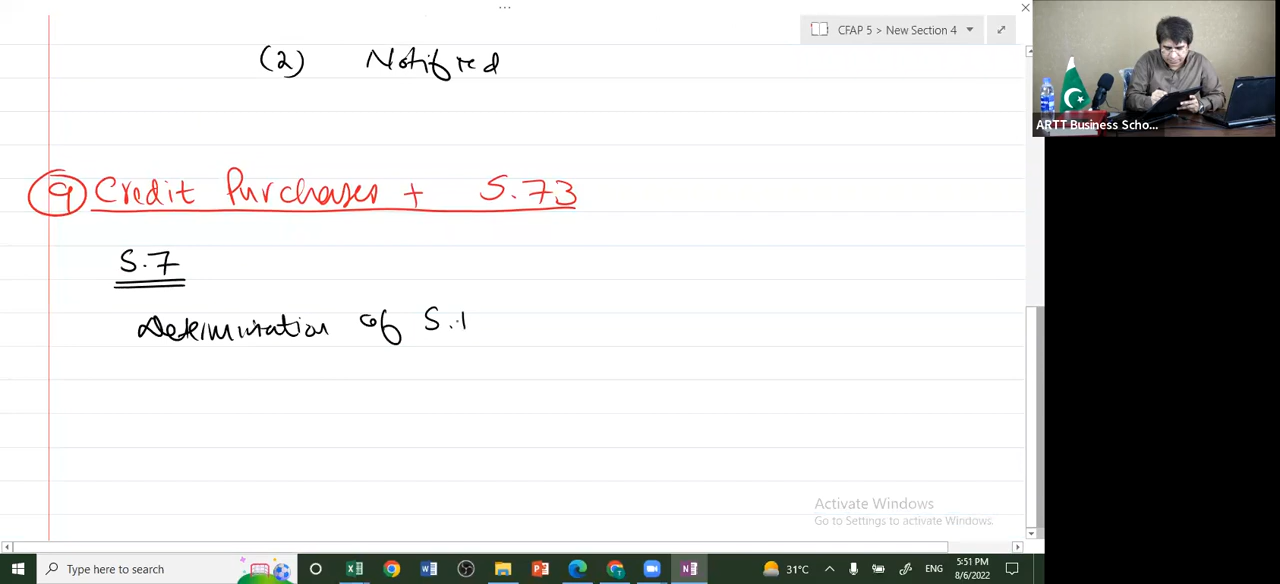 ...
CFAP 5 > New Section 4
(2) Notified
ARTT Business Scho...
9 Credit Purchases + S.73
S.7
Determination of S.
Activate Windows
Go to Settings to activate Windows.
Type here to search
31°C
ENG
5:51 PM
8/6/2022